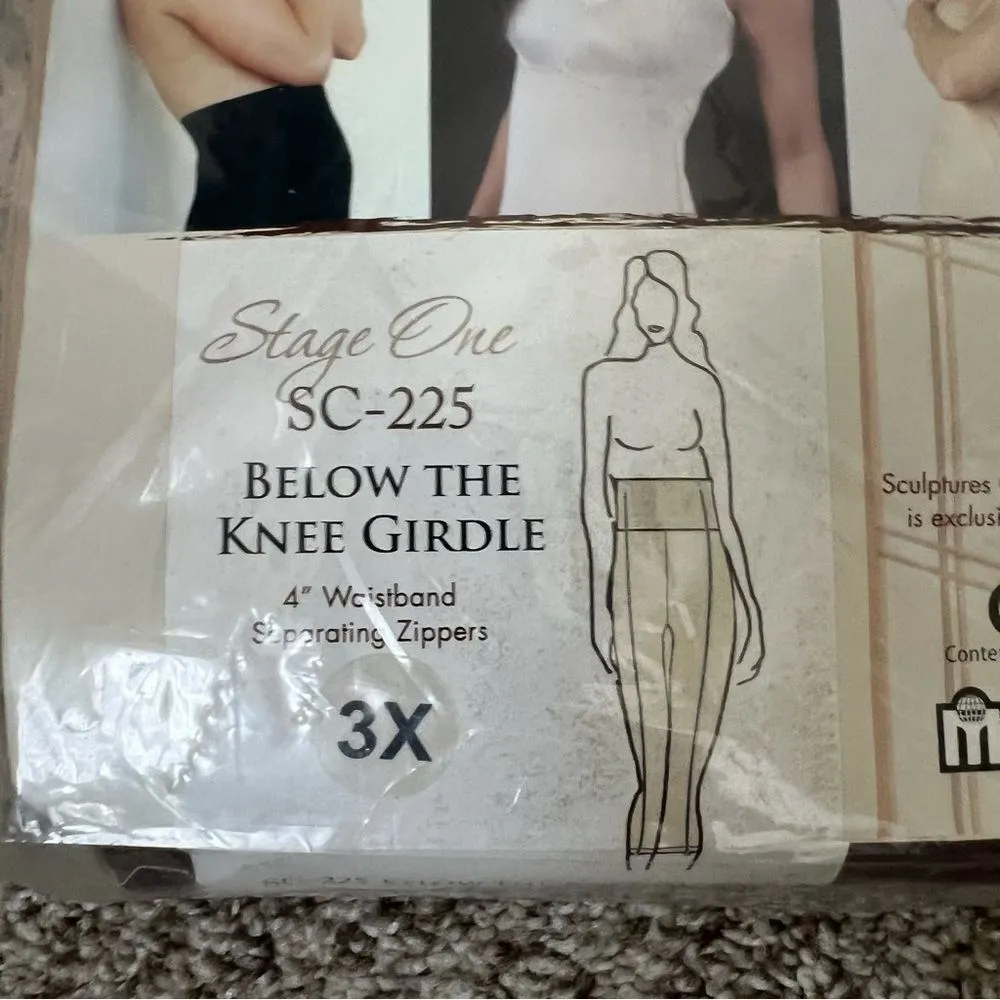 Stage One
SC-225
BELOW THE
KNEE GIRDLE
4" Waistband
Separating Zippers
3X
Sculptures
is exclusi
Conte